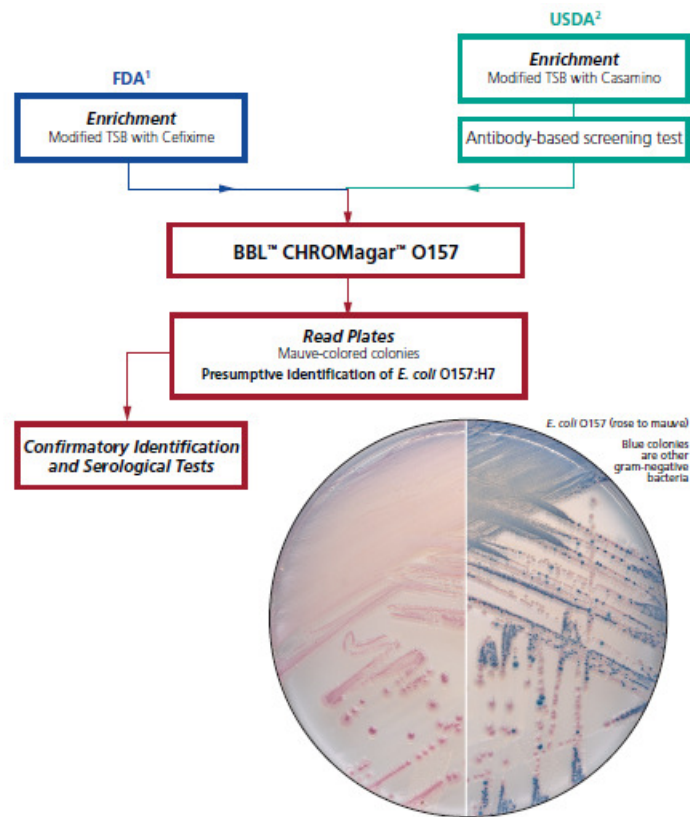 FDA¹
Enrichment
Modified TSB with Cefixime
USDA²
Enrichment
Modified TSB with Casamino
Antibody-based screening test
BBL™ CHROMagar™ O157
Read Plates
Mauve-colored colonies
Presumptive Identification of E. coli O157:H7
Confirmatory Identification
and Serological Tests
E. coli O157 (rose to mauve)
Blue colonies
are other
gram-negative
bacteria